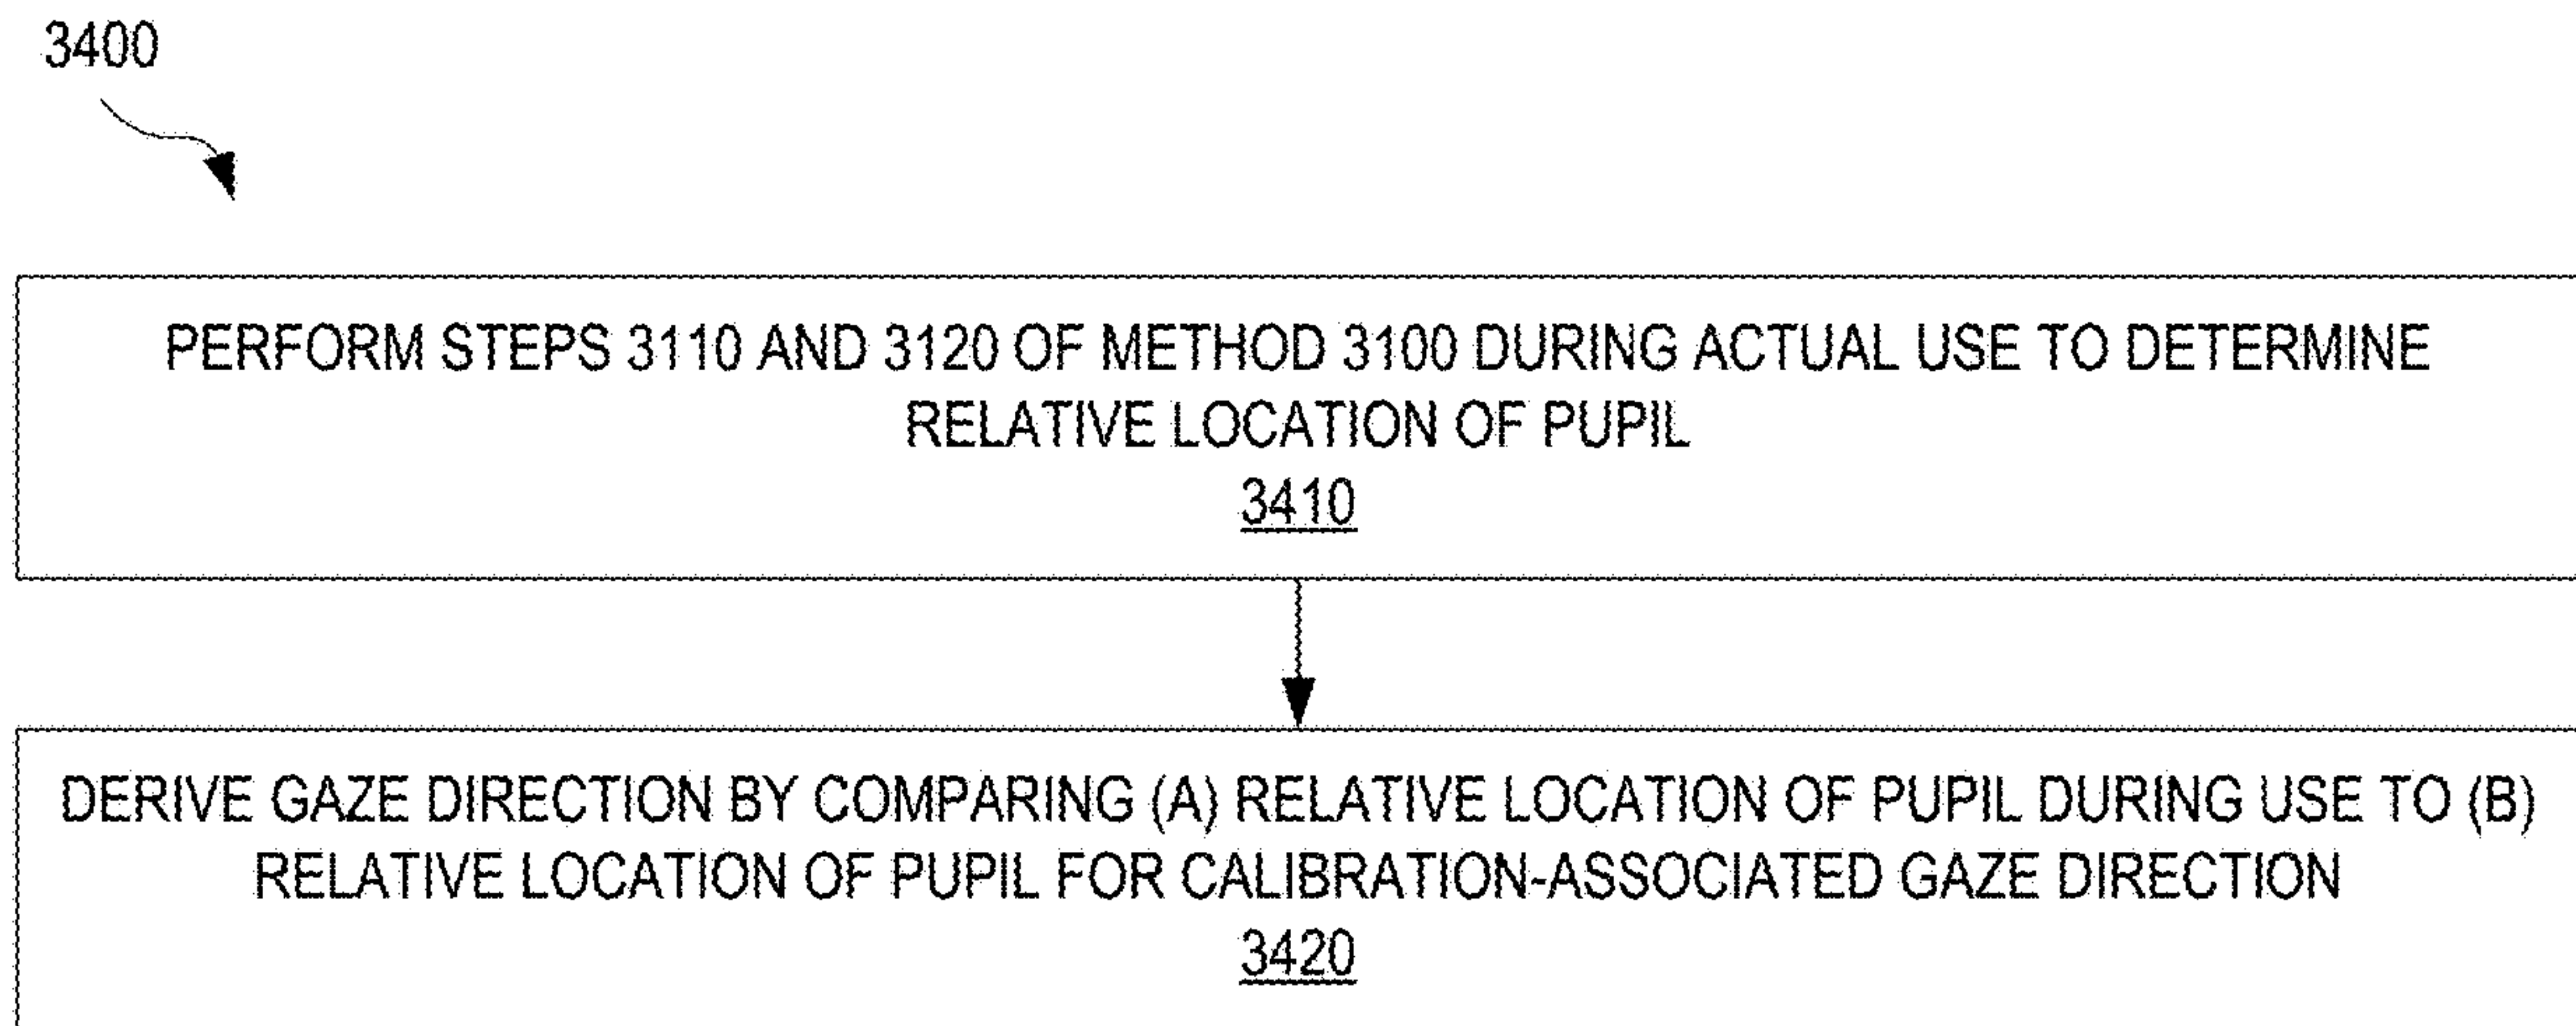 3400
PERFORM STEPS 3110 AND 3120 OF METHOD 3100 DURING ACTUAL USE TO DETERMINE
RELATIVE LOCATION OF PUPIL
3410
DERIVE GAZE DIRECTION BY COMPARING (A) RELATIVE LOCATION OF PUPIL DURING USE TO (B)
RELATIVE LOCATION OF PUPIL FOR CALIBRATION-ASSOCIATED GAZE DIRECTION
3420